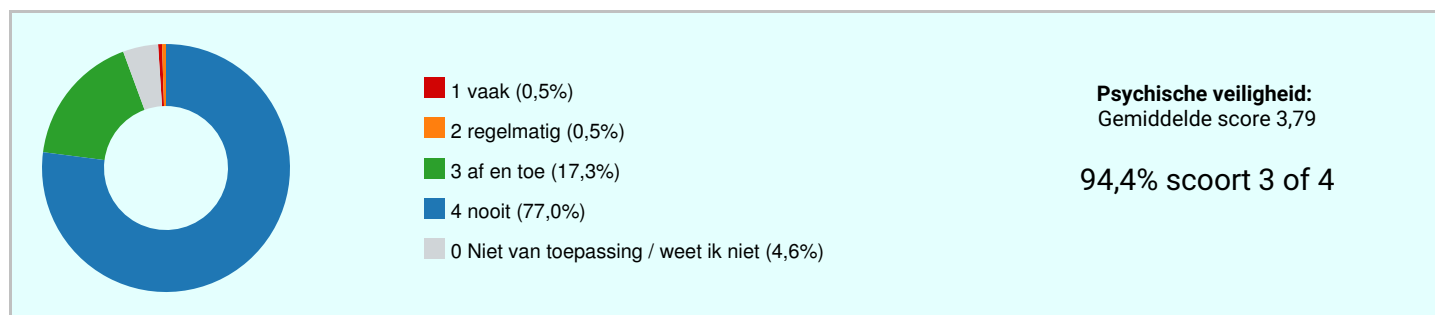 1 vaak (0,5%)
2 regelmatig (0,5%)
3 af en toe (17,3%)
4 nooit (77,0%)
0 Niet van toepassing / weet ik niet (4,6%)
Psychische veiligheid:
Gemiddelde score 3,79
94,4% scoort 3 of 4